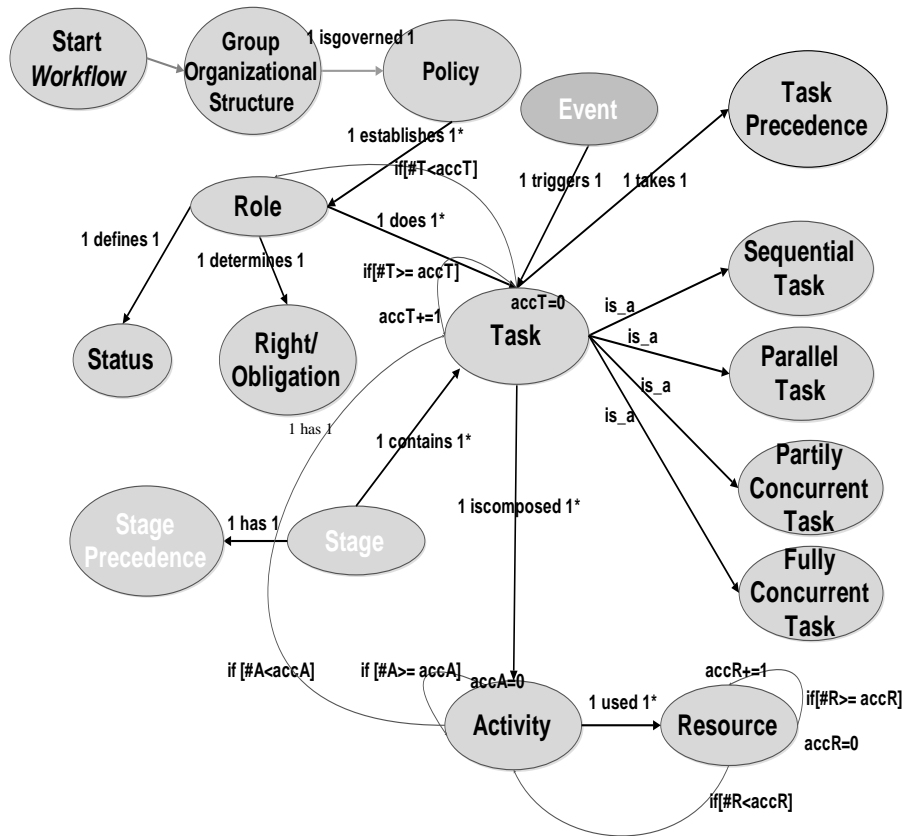 Start
Workflow
Group
Organizational
Structure
1 isgoverned 1
Policy
Event
Task
Precedence
1 establishes 1*
if[#T<accT]
1 triggers 1
1 takes 1
Role
1 does 1*
1 defines 1
1 determines 1
if[#T>= accT]
accT+=1
accT=0
Task
Sequential
Task
is_a
is_a
is_a
is_a
Status
Right/
Obligation
Parallel
Task
1 has 1
1 contains 1*
Partily
Concurrent
Task
1 iscomposed 1*
Stage
Precedence
1 has 1
Stage
Fully
Concurrent
Task
if [#A<accA]
if [#A>= accA]
accA=0
Activity
1 used 1*
Resource
accR+=1
if[#R>= accR]
accR=0
if[#R<accR]